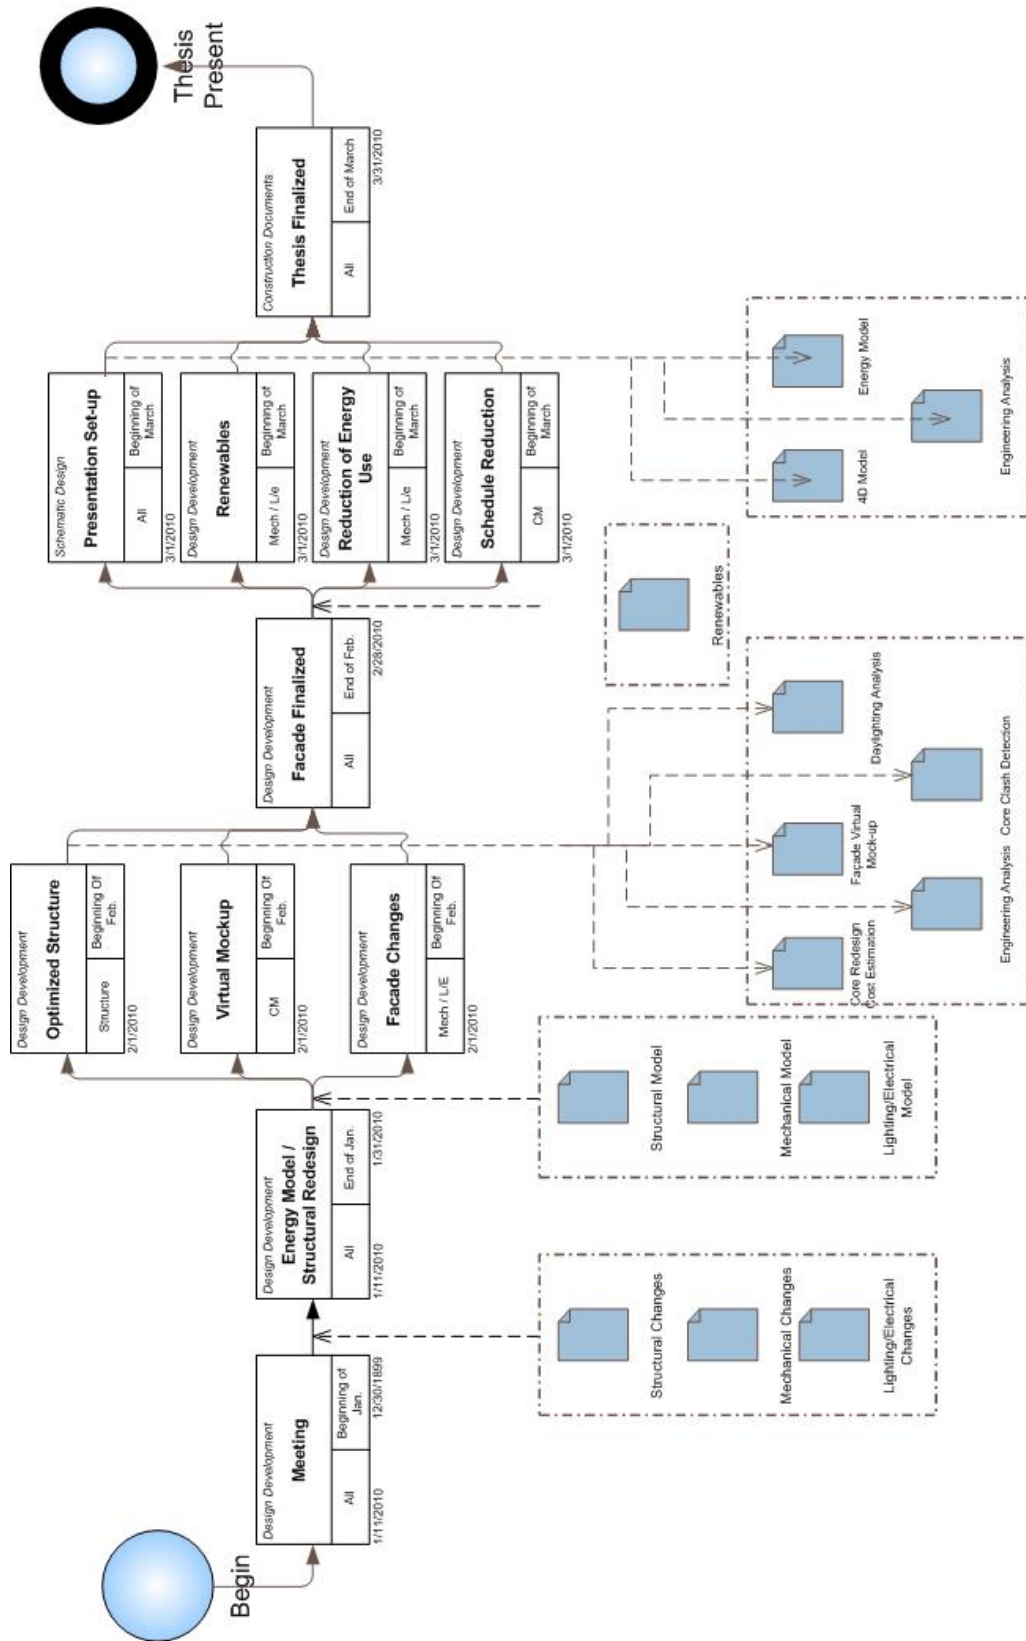 Begin
Design Development
Meeting
All
Beginning of
Jan.
1/11/2010
12/30/1899
Design Development
Energy Model /
Structural Redesign
All
End of Jan.
1/11/2010
1/31/2010
Design Development
Optimized Structure
Structure
Beginning Of
Feb.
2/1/2010
Design Development
Virtual Mockup
CM
Beginning Of
Feb.
2/1/2010
Design Development
Facade Changes
Mech / L/E
Beginning Of
Feb.
2/1/2010
Design Development
Facade Finalized
All
End of Feb.
2/28/2010
Schematic Design
Presentation Set-up
All
Beginning of
March
3/1/2010
Design Development
Renewables
Mech / L/e
Beginning of
March
3/1/2010
Design Development
Reduction of Energy
Use
Mech / L/e
Beginning of
March
3/1/2010
Design Development
Schedule Reduction
CM
Beginning of
March
3/1/2010
Construction Documents
Thesis Finalized
All
End of March
3/31/2010
Thesis
Present
Structural Changes
Mechanical Changes
Lighting/Electrical
Changes
Structural Model
Mechanical Model
Lighting/Electrical
Model
Core Redesign
Cost Estimation
Façade Virtual
Mock-up
Daylighting Analysis
Engineering Analysis
Core Clash Detection
Renewables
4D Model
Energy Model
Engineering Analysis